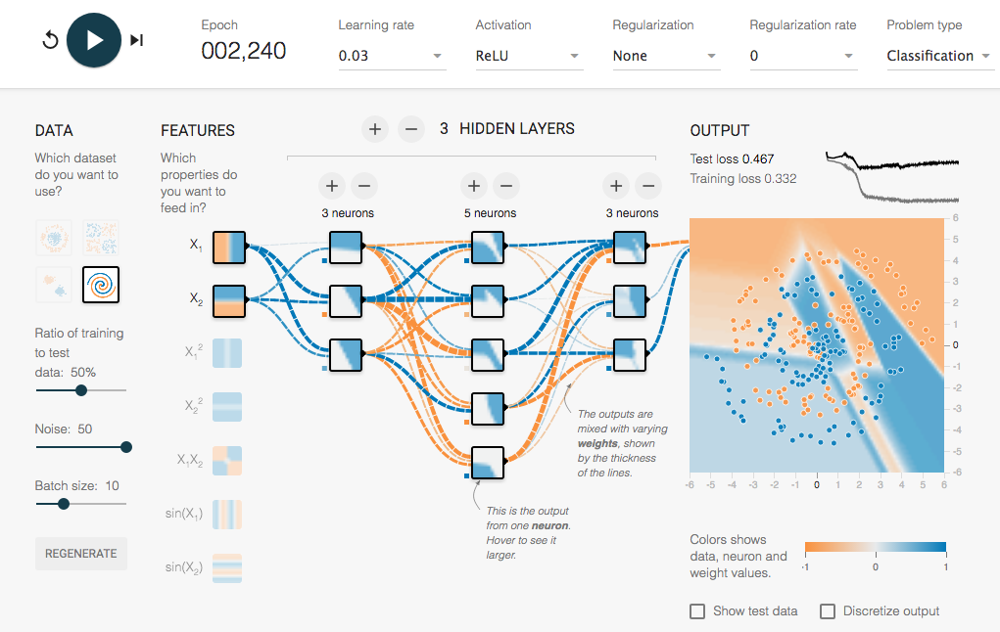 Epoch
002,240
Learning rate
0.03
Activation
ReLU
Regularization
None
Regularization rate
0
Problem type
Classification
DATA
Which dataset
do you want to
use?
Ratio of training
to test
data: 50%
Noise: 50
Batch size: 10
REGENERATE
FEATURES
Which
properties do
you want to
feed in?
X1
X2
X1²
X2²
X1X2
sin(X1)
sin(X2)
+ − 3 HIDDEN LAYERS
+ −
3 neurons
+ −
5 neurons
+ −
3 neurons
The outputs are
mixed with varying
weights, shown
by the thickness
of the lines.
This is the output
from one neuron.
Hover to see it
larger.
OUTPUT
Test loss 0.467
Training loss 0.332
6
5
4
3
2
1
0
-1
-2
-3
-4
-5
-6
-6 -5 -4 -3 -2 -1 0 1 2 3 4 5 6
Colors shows
data, neuron and
weight values.
-1 0 1
Show test data
Discretize output